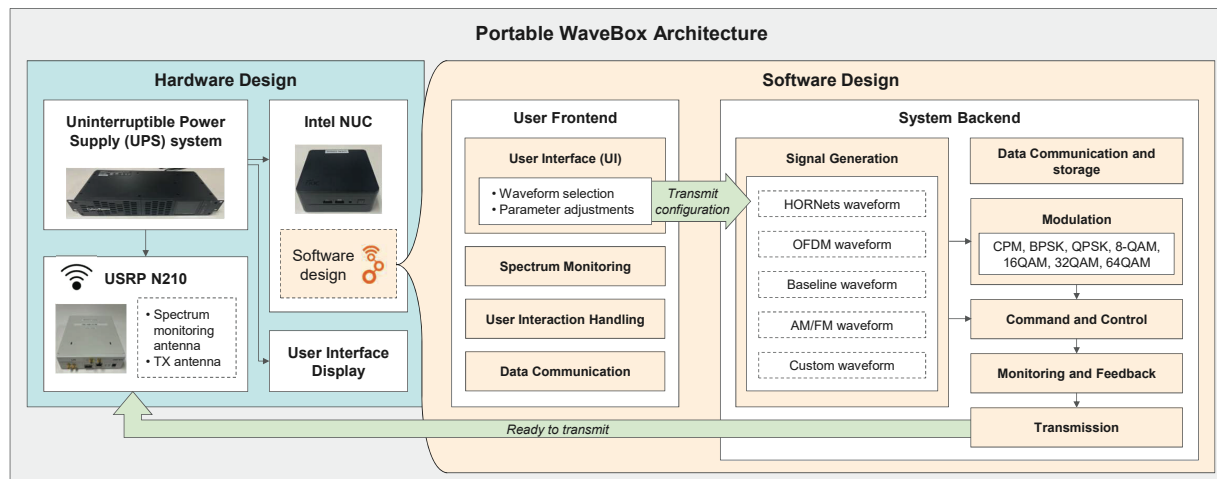 Portable WaveBox Architecture
Hardware Design
Uninterruptible Power
Supply (UPS) system
Intel NUC
Software
design
USRP N210
• Spectrum
monitoring
antenna
• TX antenna
User Interface
Display
Software Design
User Frontend
User Interface (UI)
• Waveform selection
• Parameter adjustments
Spectrum Monitoring
User Interaction Handling
Data Communication
Transmit
configuration
System Backend
Signal Generation
HORNets waveform
OFDM waveform
Baseline waveform
AM/FM waveform
Custom waveform
Data Communication and
storage
Modulation
CPM, BPSK, QPSK, 8-QAM,
16QAM, 32QAM, 64QAM
Command and Control
Monitoring and Feedback
Transmission
Ready to transmit